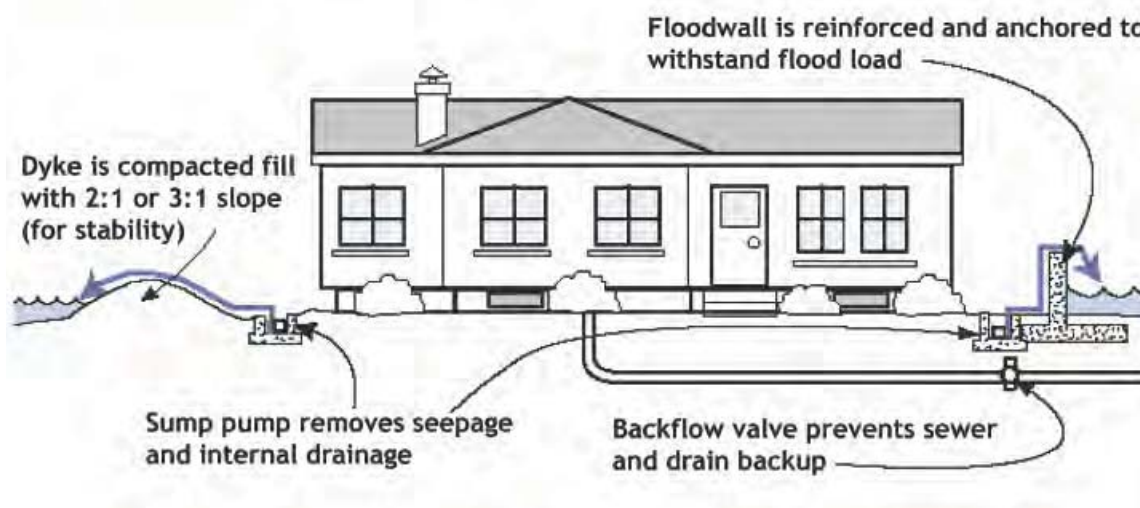 Floodwall is reinforced and anchored to
withstand flood load
Dyke is compacted fill
with 2:1 or 3:1 slope
(for stability)
Sump pump removes seepage
and internal drainage
Backflow valve prevents sewer
and drain backup